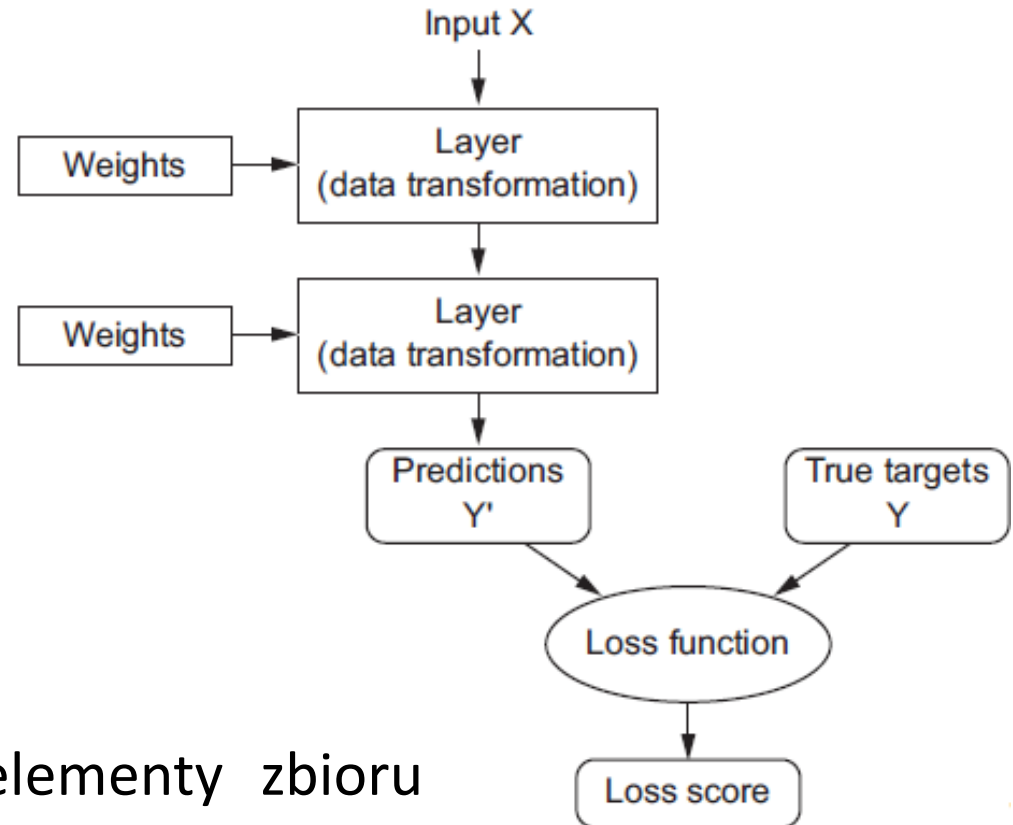 Input X
Weights
Layer
(data transformation)
Weights
Layer
(data transformation)
Predictions
Y'
True targets
Y
Loss function
elementy zbioru
Loss score